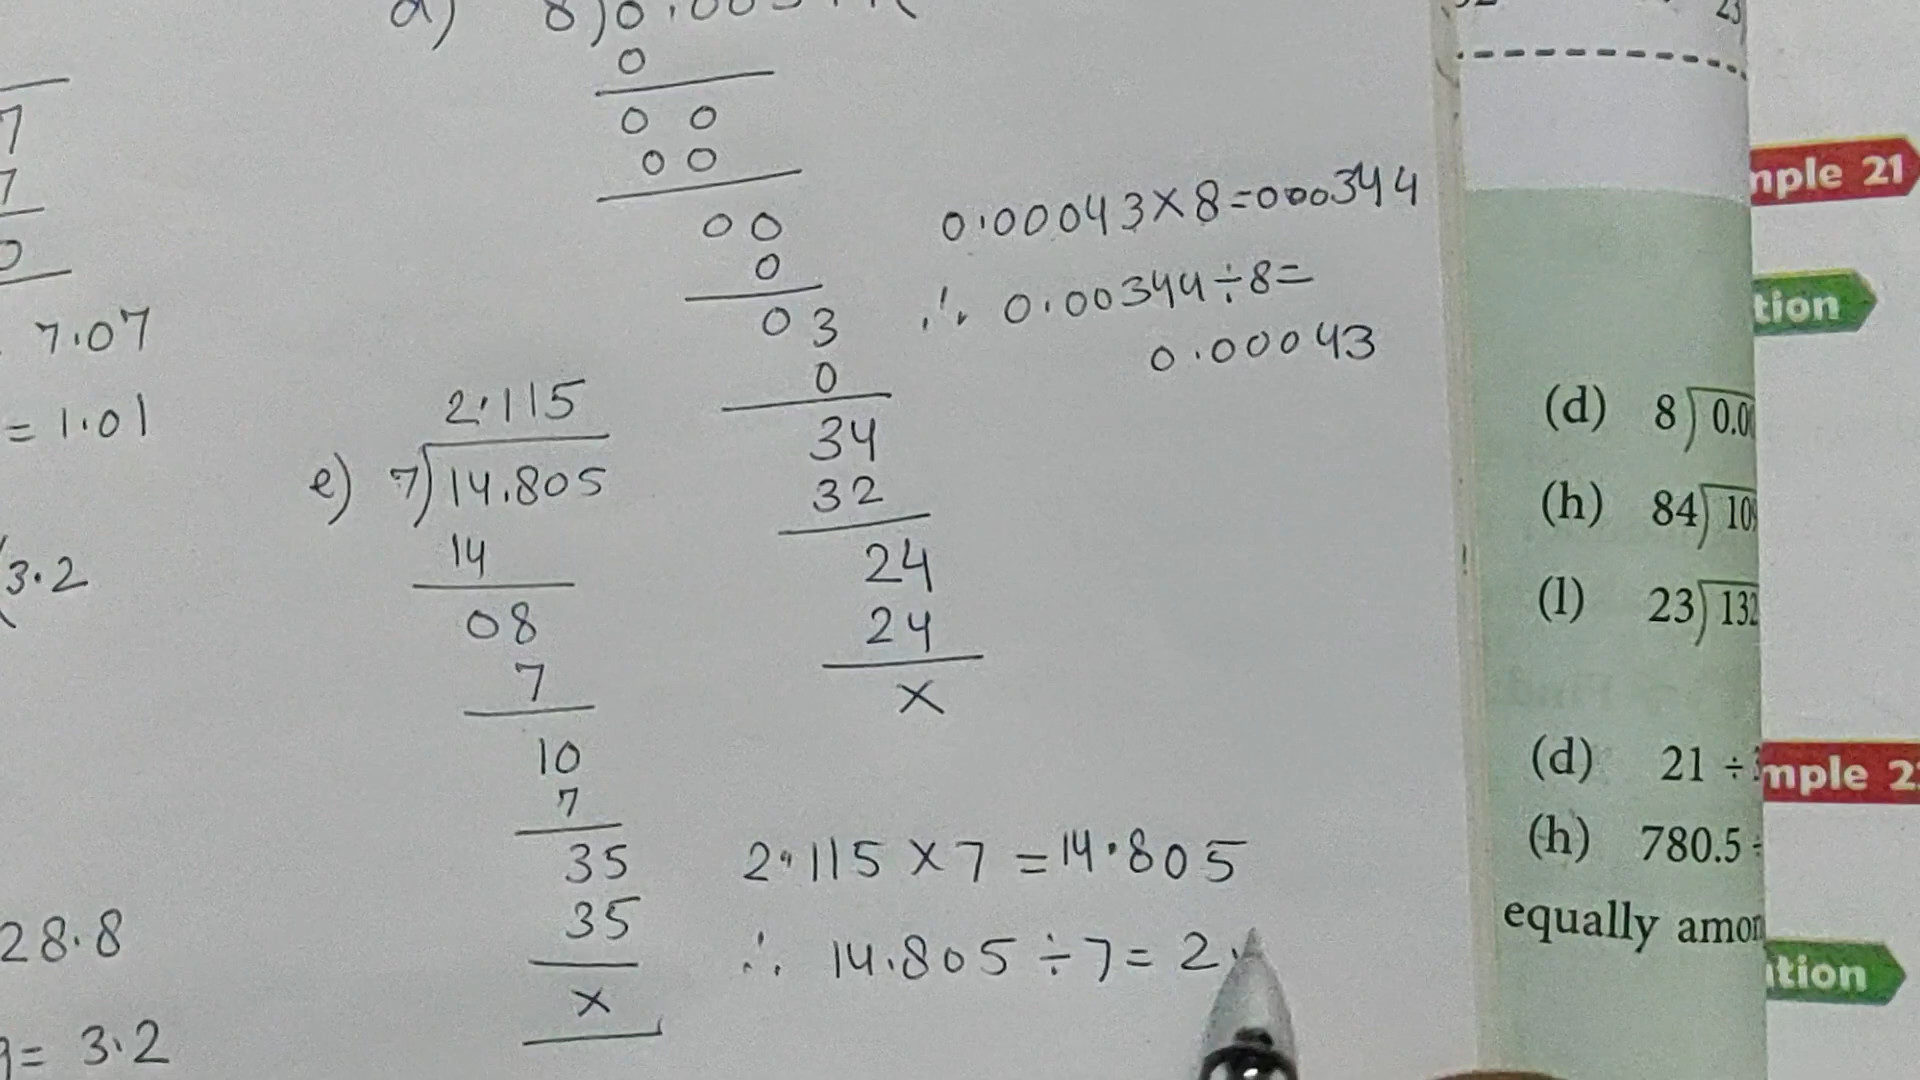 d) 8)0.00344(
0
0 0
0 0
0 0
0
0 3
0
34
32
24
24
x
0.00043×8=000344
∴ 0.00344÷8=
0.00043
7
7
0
7.07
= 1.01
3.2
28.8
= 3.2
2.115
e) 7)14.805
14
08
7
10
7
35
35
x
2.115 × 7 = 14.805
∴ 14.805 ÷ 7 = 2.
23
(d) 8)0.0
(h) 84)10
(l) 23)132
(d) 21 ÷
(h) 780.5 ÷
equally amon
mple 21
tion
mple 2
tion